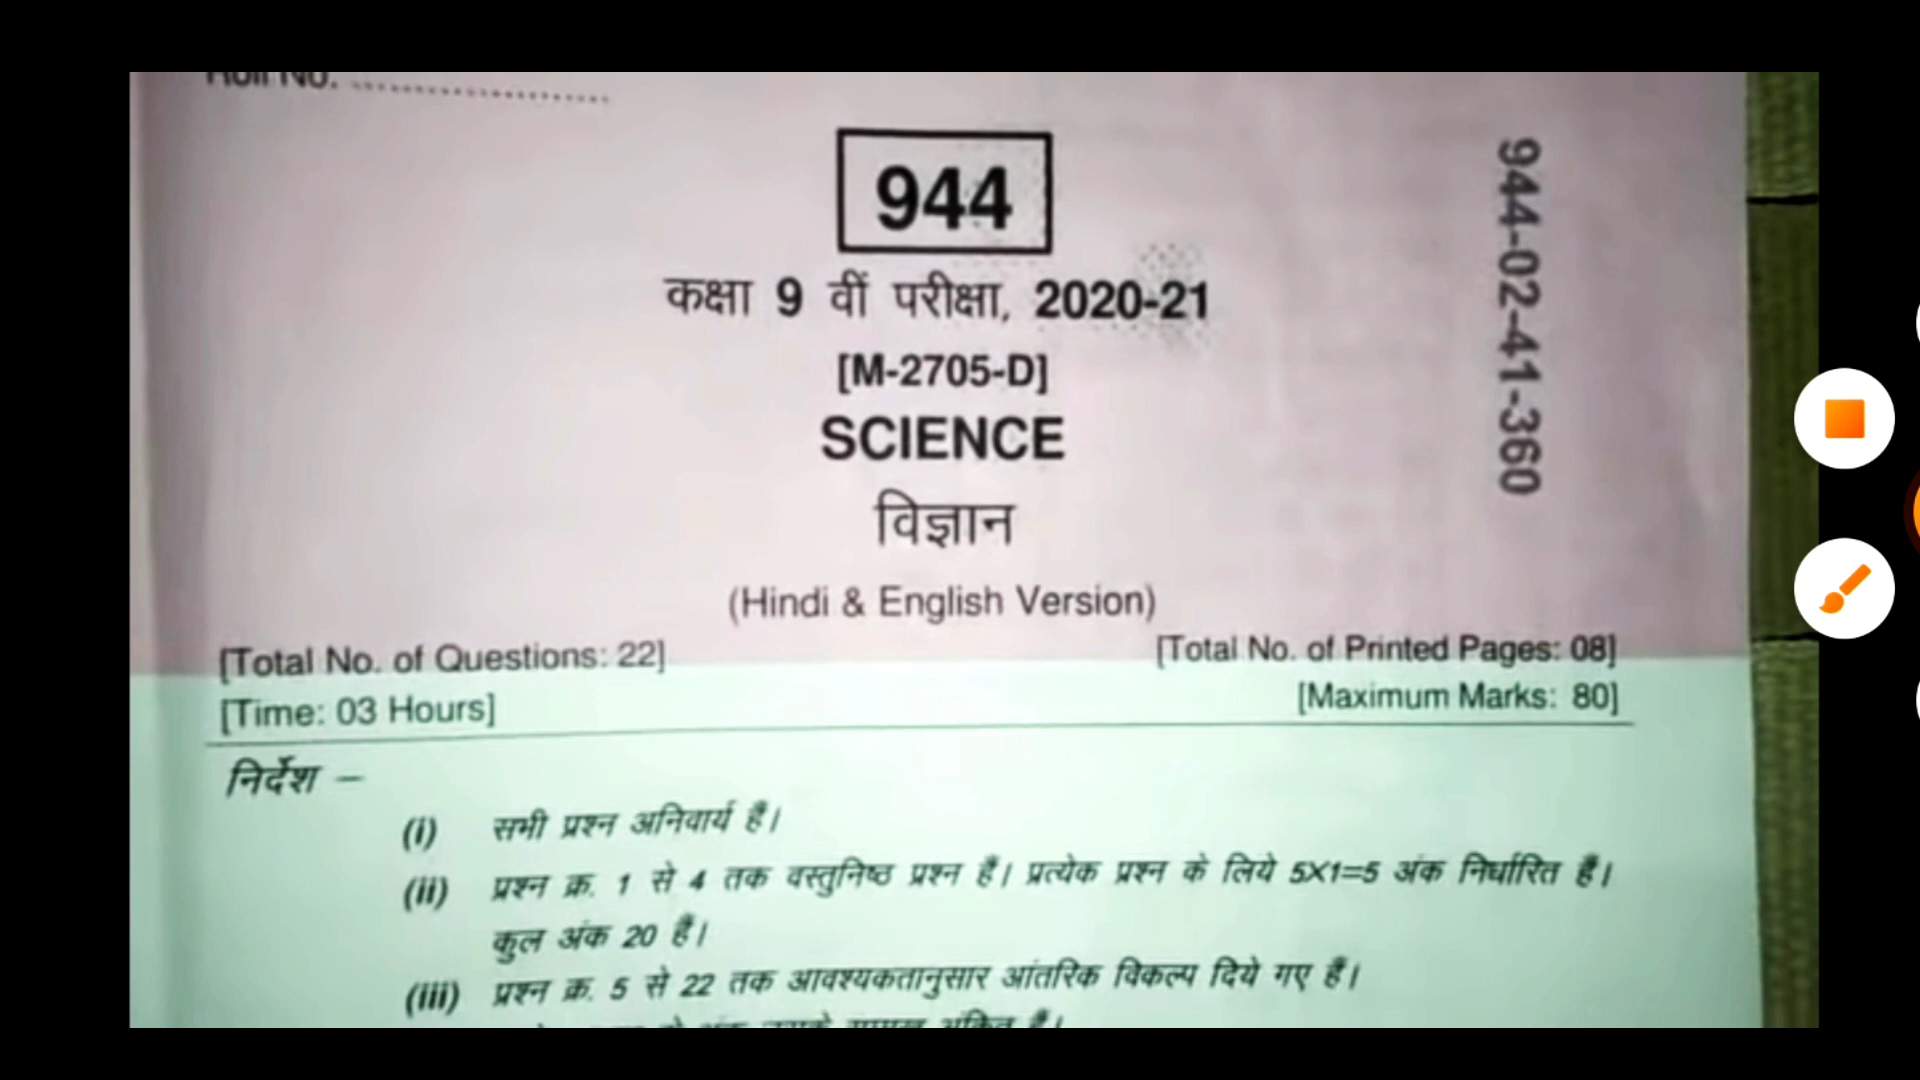 Roll No. ........................
944
944-02-41-360
कक्षा 9 वीं परीक्षा, 2020-21
[M-2705-D]
SCIENCE
विज्ञान
(Hindi & English Version)
[Total No. of Questions: 22] [Total No. of Printed Pages: 08]
[Time: 03 Hours] [Maximum Marks: 80]
निर्देश –
(i) सभी प्रश्न अनिवार्य हैं।
(ii) प्रश्न क्र. 1 से 4 तक वस्तुनिष्ठ प्रश्न हैं। प्रत्येक प्रश्न के लिये 5X1=5 अंक निर्धारित हैं।
कुल अंक 20 हैं।
(iii) प्रश्न क्र. 5 से 22 तक आवश्यकतानुसार आंतरिक विकल्प दिये गए हैं।